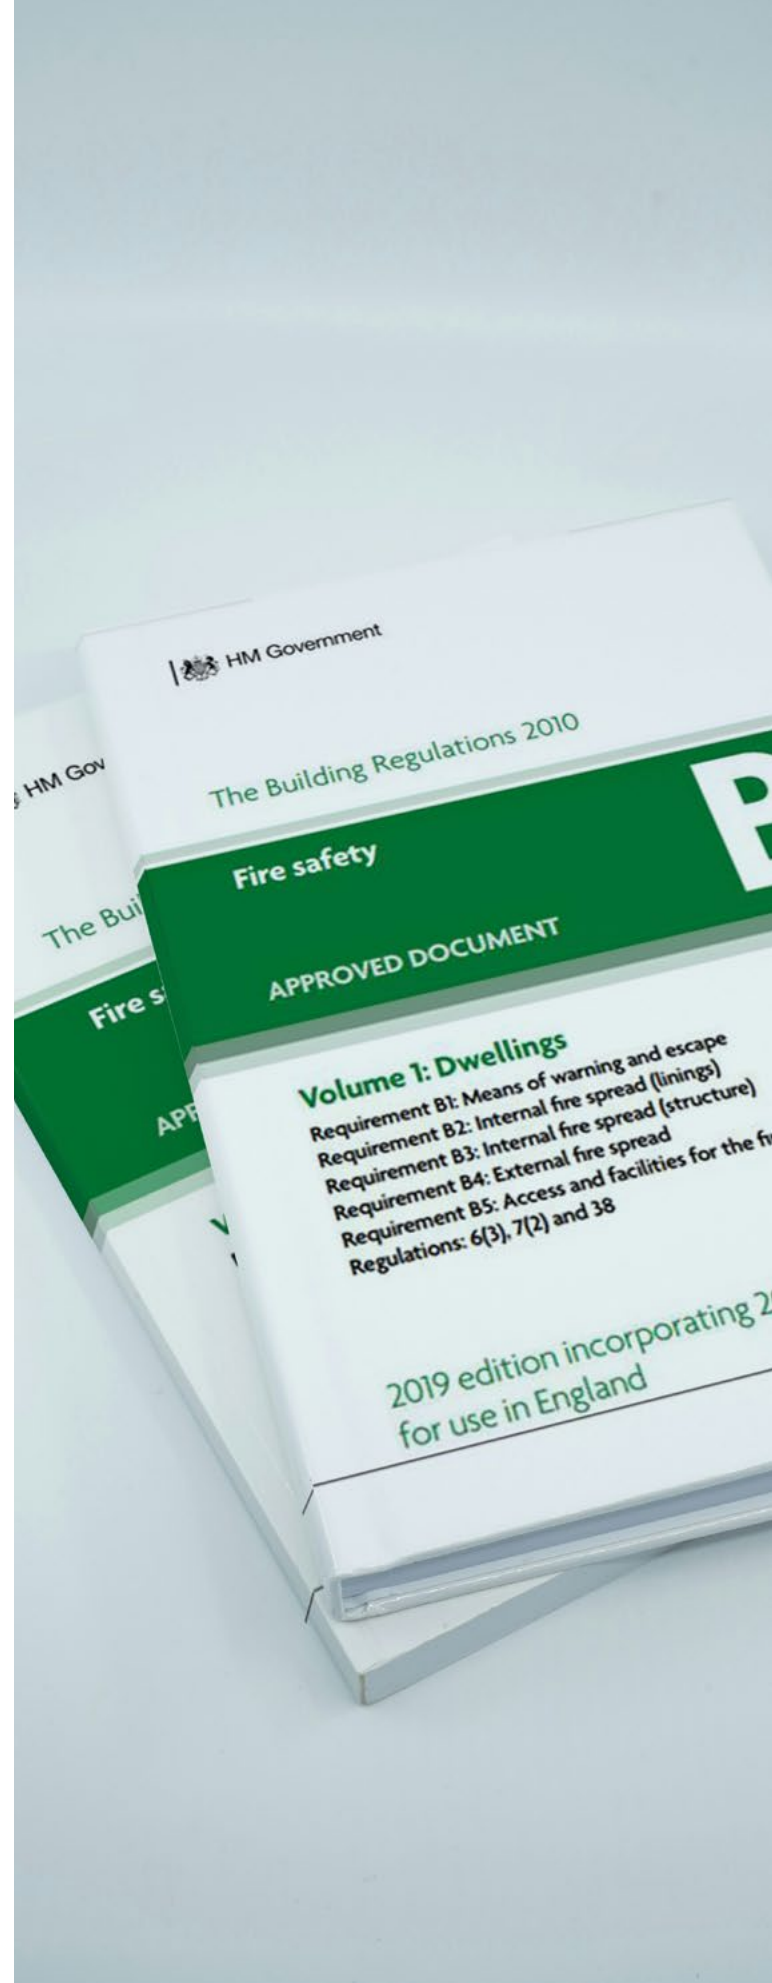 HM Government
The Building Regulations 2010
Fire safety
B
APPROVED DOCUMENT
Volume 1: Dwellings
Requirement B1: Means of warning and escape
Requirement B2: Internal fire spread (linings)
Requirement B3: Internal fire spread (structure)
Requirement B4: External fire spread
Requirement B5: Access and facilities for the
Regulations: 6(3), 7(2) and 38
2019 edition incorporating
for use in England
HM Gov
The Bui
Fire s